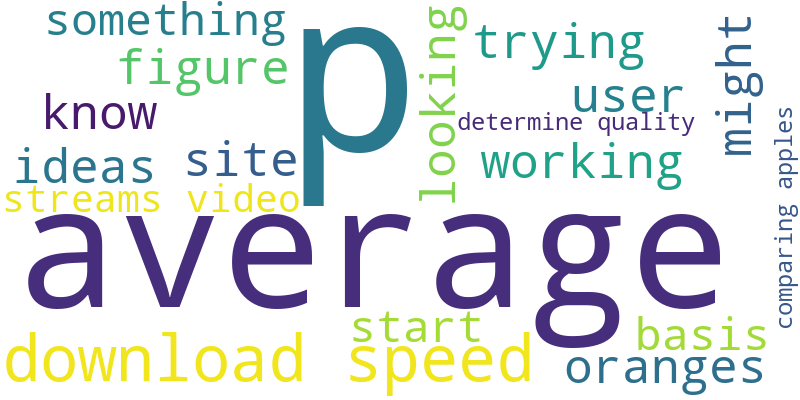 something
p
looking
trying
might
figure
user
know
determine quality
ideas
site
working
comparing apples
streams video
average
start
basis
download speed
oranges